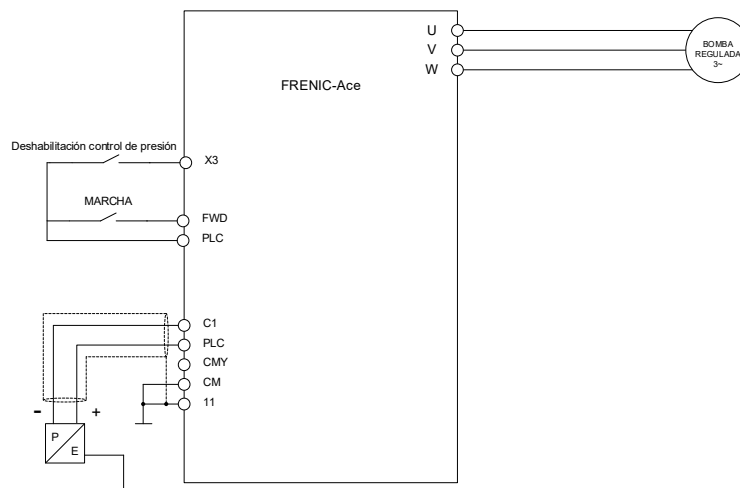 U
V
W
BOMBA
REGULADA
3~
FRENIC-Ace
Deshabilitación control de presión
X3
MARCHA
FWD
PLC
C1
PLC
CMY
CM
11
- +
P
E